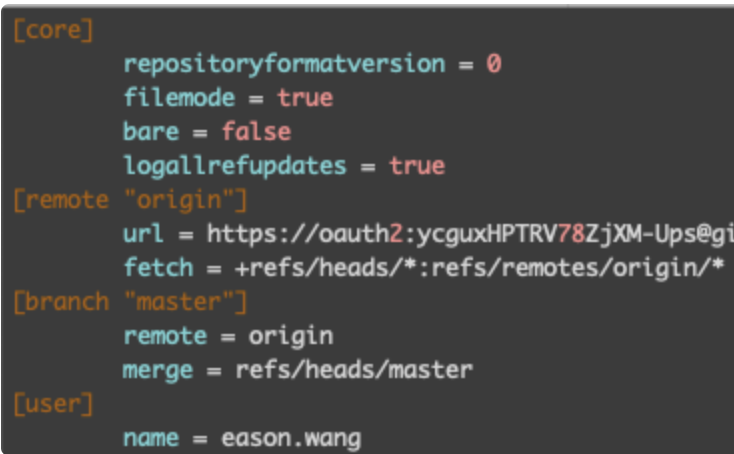 [core]
repositoryformatversion = 0
filemode = true
bare = false
logallrefupdates = true
[remote "origin"]
url = https://oauth2:ycguxHPTRV78ZjXM-Ups@gi
fetch = +refs/heads/*:refs/remotes/origin/*
[branch "master"]
remote = origin
merge = refs/heads/master
[user]
name = eason.wang